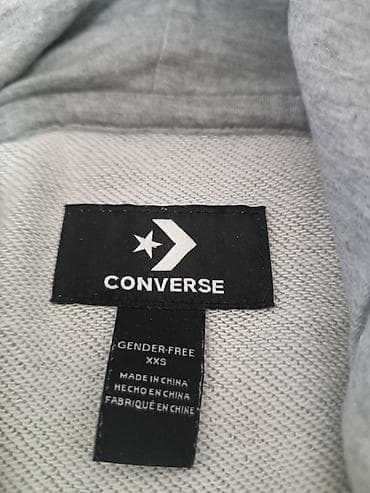 CONVERSE
GENDER-FREE
XXS
MADE IN CHINA
HECHO EN CHINA
FABRIQUÉ EN CHINE